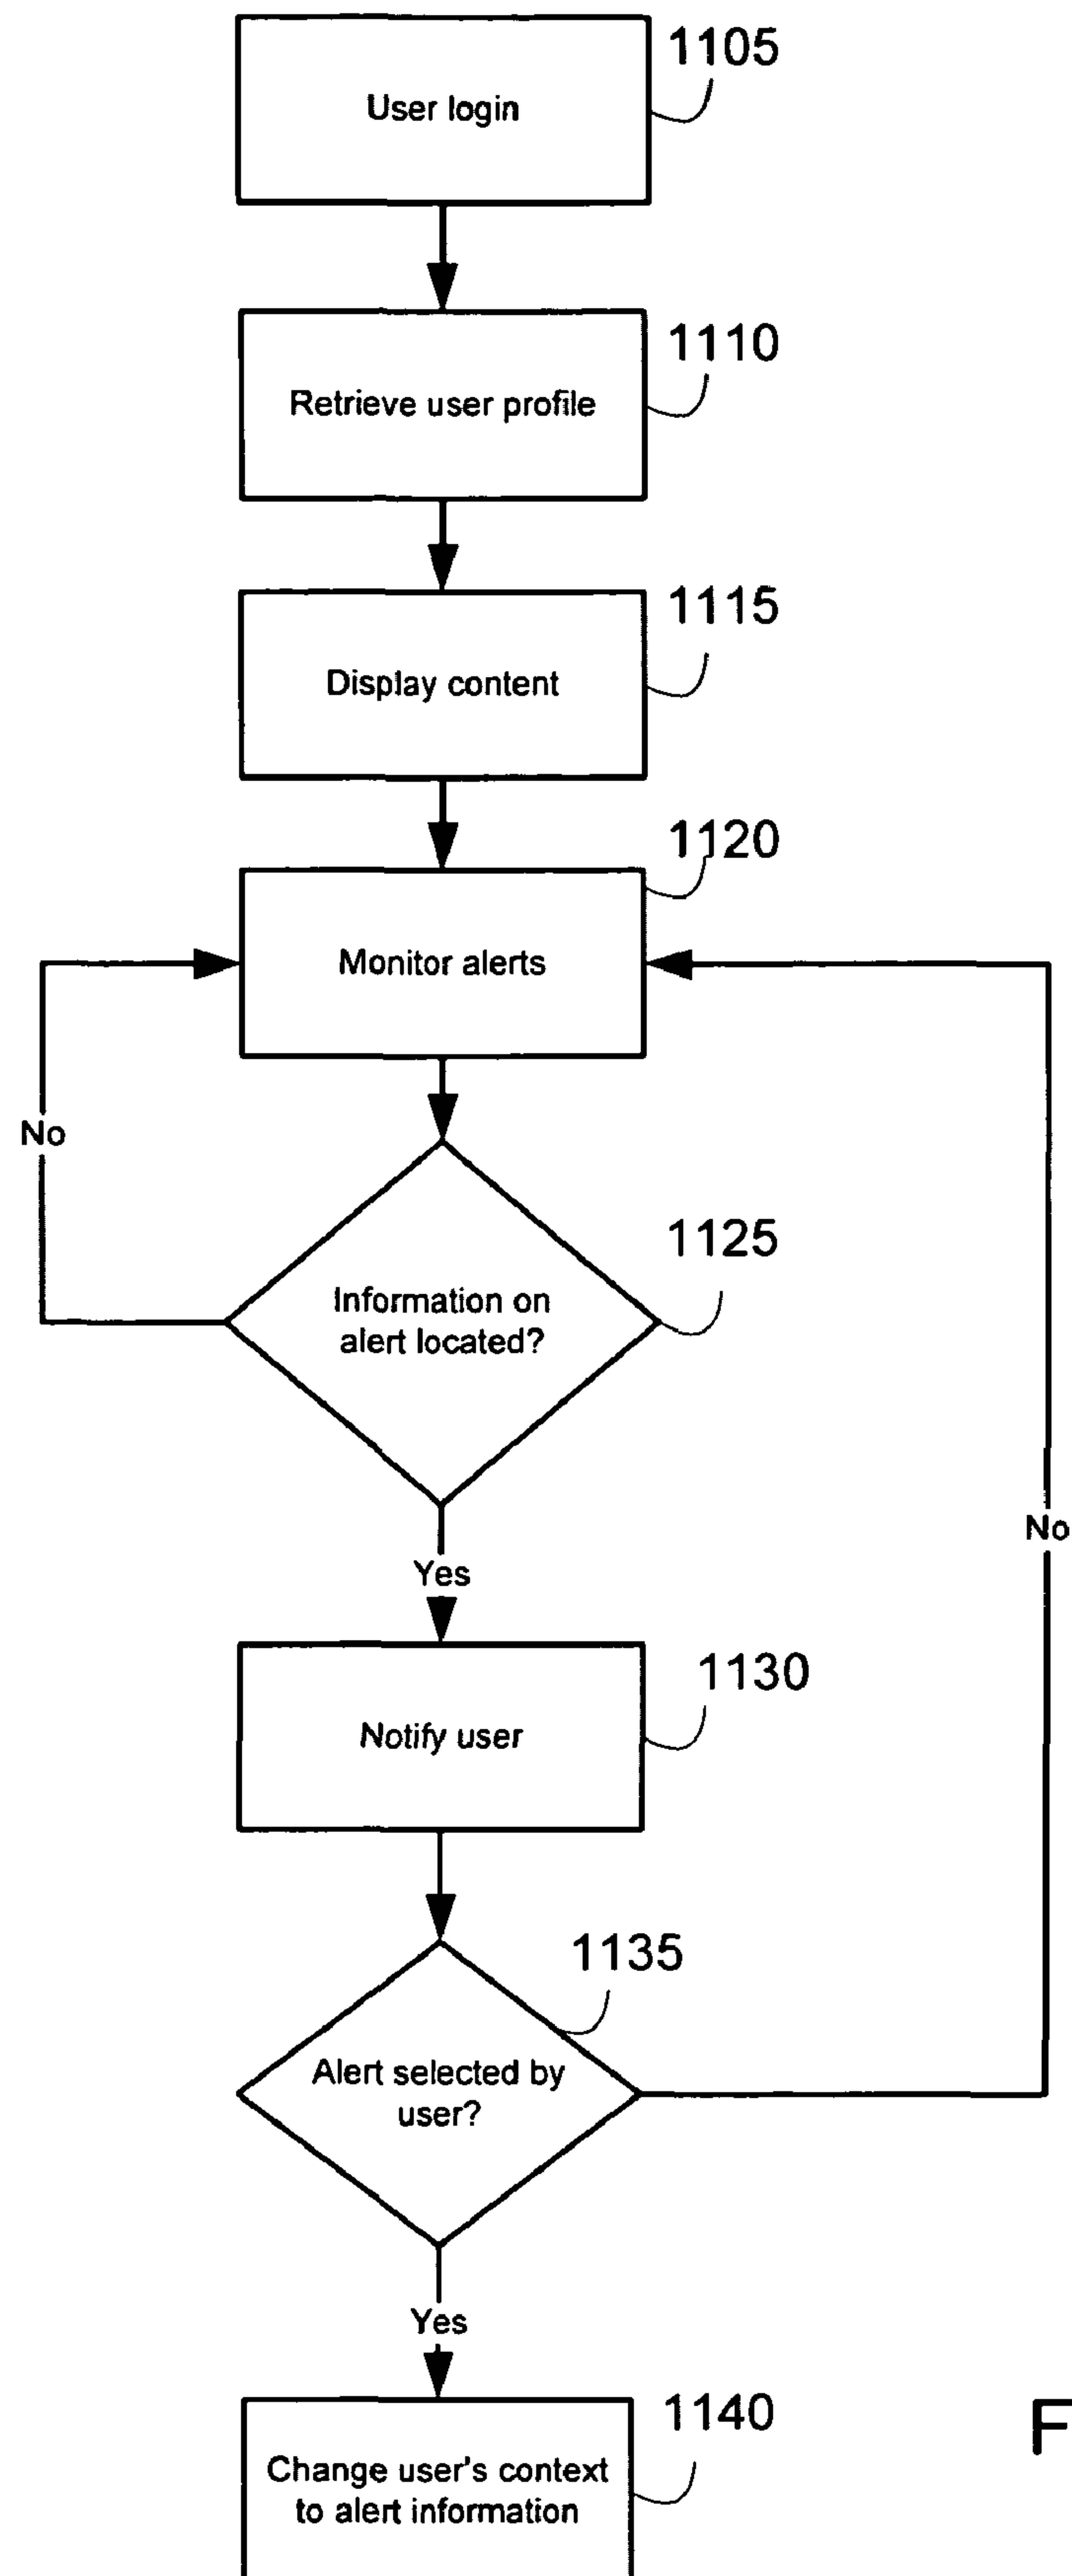 1105
User login
1110
Retrieve user profile
1115
Display content
1120
Monitor alerts
No
1125
Information on
alert located?
No
Yes
1130
Notify user
1135
Alert selected by
user?
Yes
1140
F
Change user's context
to alert information